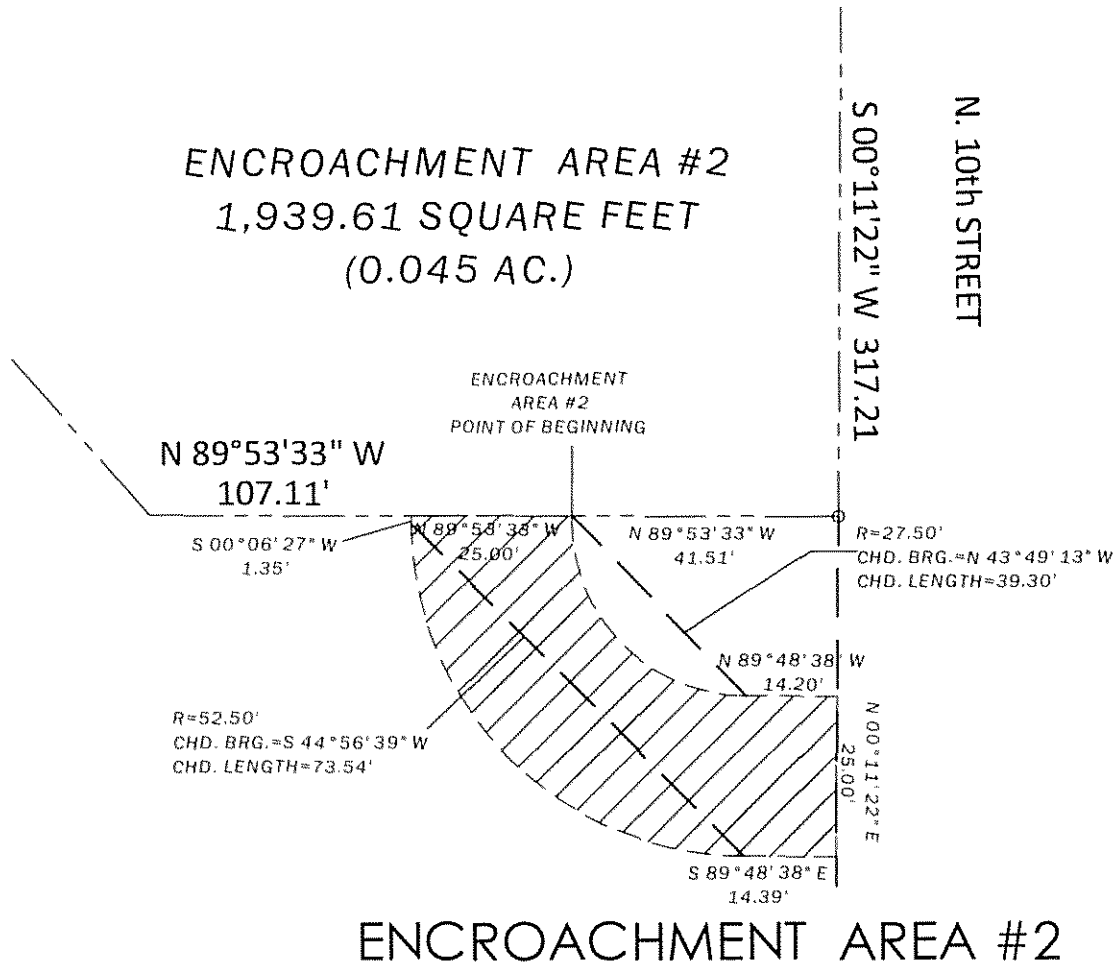 ENCROACHMENT AREA #2
1,939.61 SQUARE FEET
(0.045 AC.)
N. 10th STREET
S 00°11'22" W 317.21
ENCROACHMENT
AREA #2
POINT OF BEGINNING
N 89°53'33" W
107.11'
S 00°06'27" W
1.35'
N 89°53'33" W
25.00'
N 89°53'33" W
41.51'
R=27.50'
CHD. BRG.=N 43°49'13" W
CHD. LENGTH=39.30'
N 89°48'38" W
14.20'
R=52.50'
CHD. BRG.=S 44°56'39" W
CHD. LENGTH=73.54'
N 00°11'22" E
25.00'
S 89°48'38" E
14.39'
ENCROACHMENT AREA #2